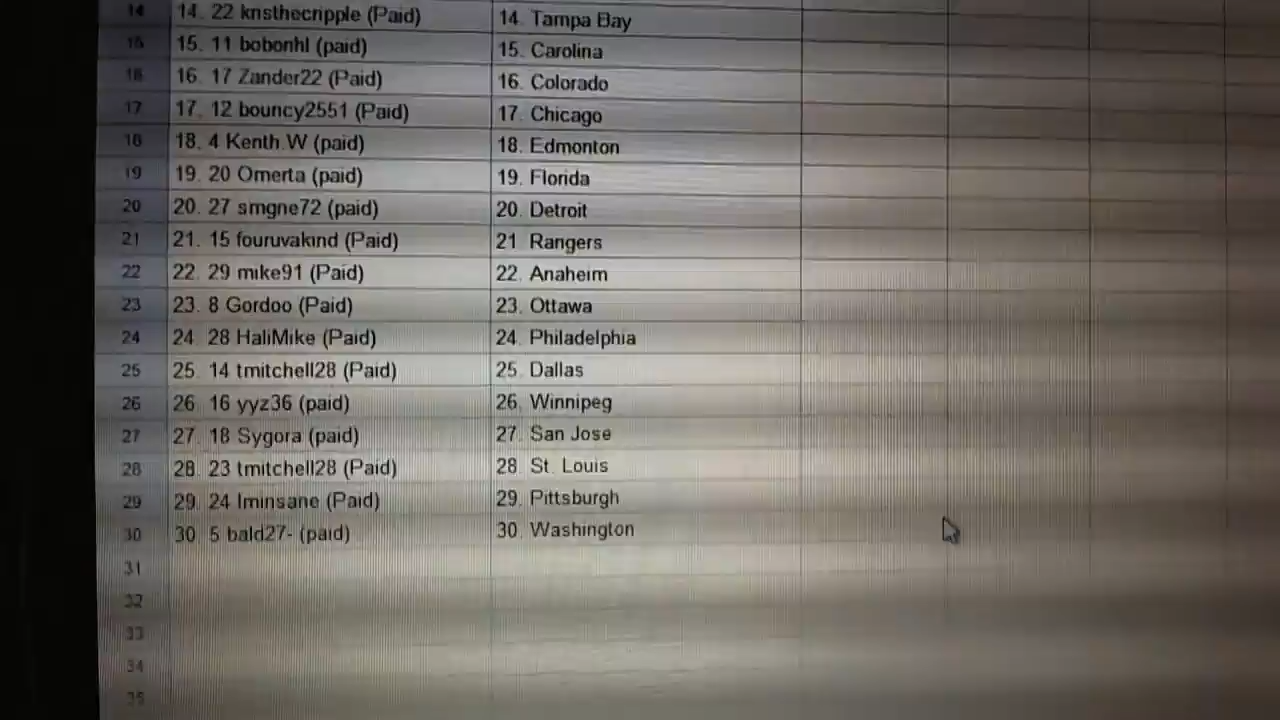 14 14. 22 knsthecripple (Paid) 14. Tampa Bay
15 15. 11 bobonhl (paid) 15. Carolina
16 16. 17 Zander22 (Paid) 16. Colorado
17 17. 12 bouncy2551 (Paid) 17. Chicago
18 18. 4 Kenth.W (paid) 18. Edmonton
19 19. 20 Omerta (paid) 19. Florida
20 20. 27 smgne72 (paid) 20. Detroit
21 21. 15 fouruvakind (Paid) 21 Rangers
22 22. 29 mike91 (Paid) 22. Anaheim
23 23. 8 Gordoo (Paid) 23. Ottawa
24 24. 28 HaliMike (Paid) 24. Philadelphia
25 25. 14 tmitchell28 (Paid) 25. Dallas
26 26. 16 yyz36 (paid) 26. Winnipeg
27 27. 18 Sygora (paid) 27. San Jose
28 28. 23 tmitchell28 (Paid) 28. St. Louis
29 29. 24 Iminsane (Paid) 29. Pittsburgh
30 30. 5 bald27- (paid) 30. Washington
31
32
33
34
35